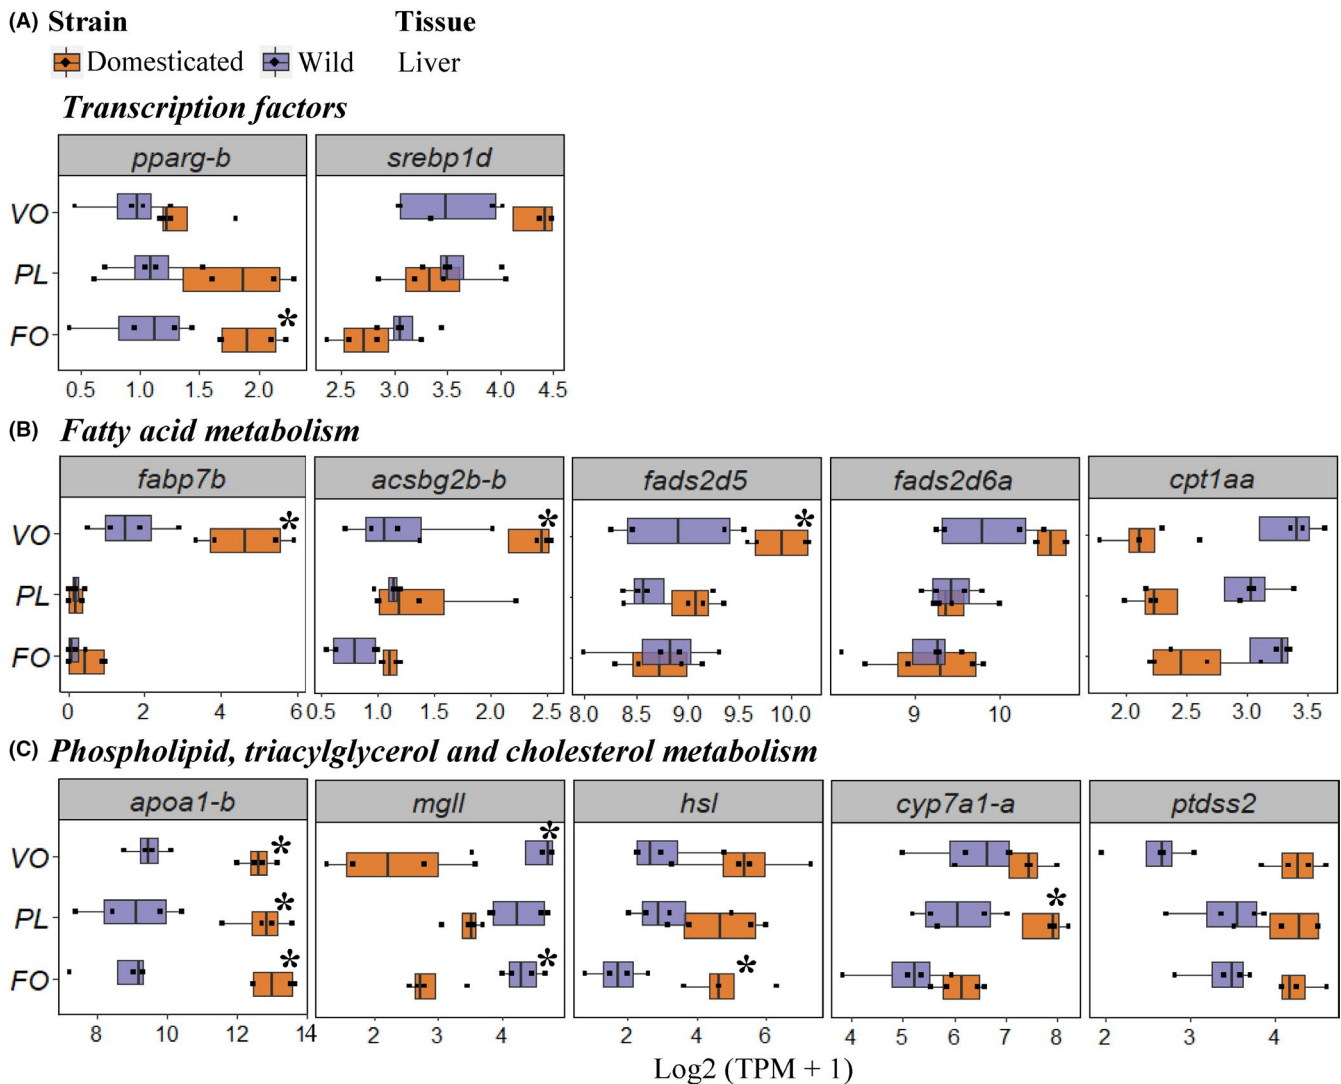 (A) Strain Tissue
Domesticated Wild Liver
Transcription factors
pparg-b srebp1d
VO
PL
FO
*
0.5 1.0 1.5 2.0 2.5 3.0 3.5 4.0 4.5
(B) Fatty acid metabolism
fabp7b acsbg2b-b fads2d5 fads2d6a cpt1aa
VO * * *
PL
FO
0 2 4 6 0.5 1.0 1.5 2.0 2.5 8.0 8.5 9.0 9.5 10.0 9 10 2.0 2.5 3.0 3.5
(C) Phospholipid, triacylglycerol and cholesterol metabolism
apoa1-b mgll hsl cyp7a1-a ptdss2
VO * *
PL * *
FO * * *
8 10 12 14 2 3 4 2 4 6 4 5 6 7 8 2 3 4
Log2 (TPM + 1)